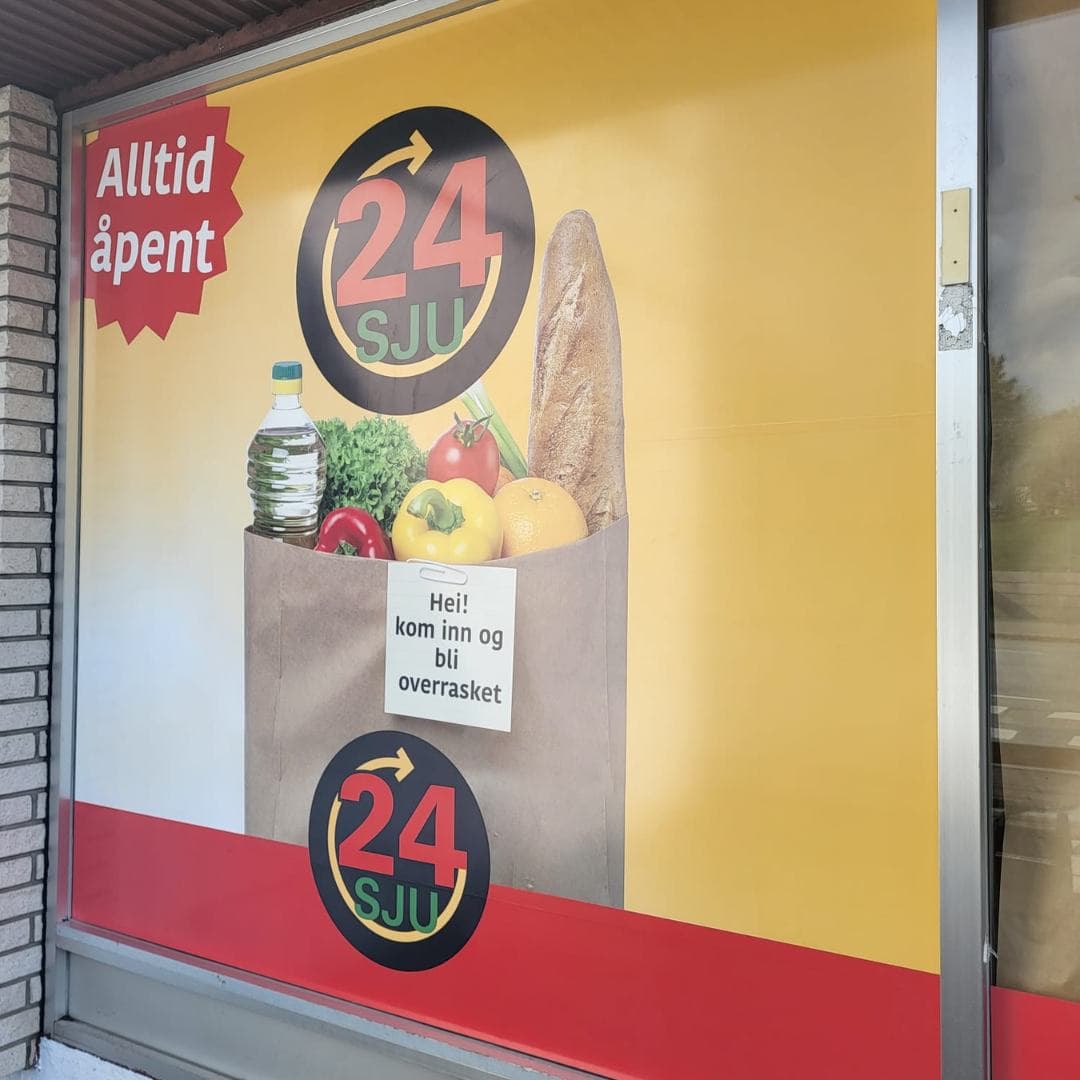 Alltid
åpent
24
SJU
Hei!
kom inn og
bli
overrasket
24
SJU